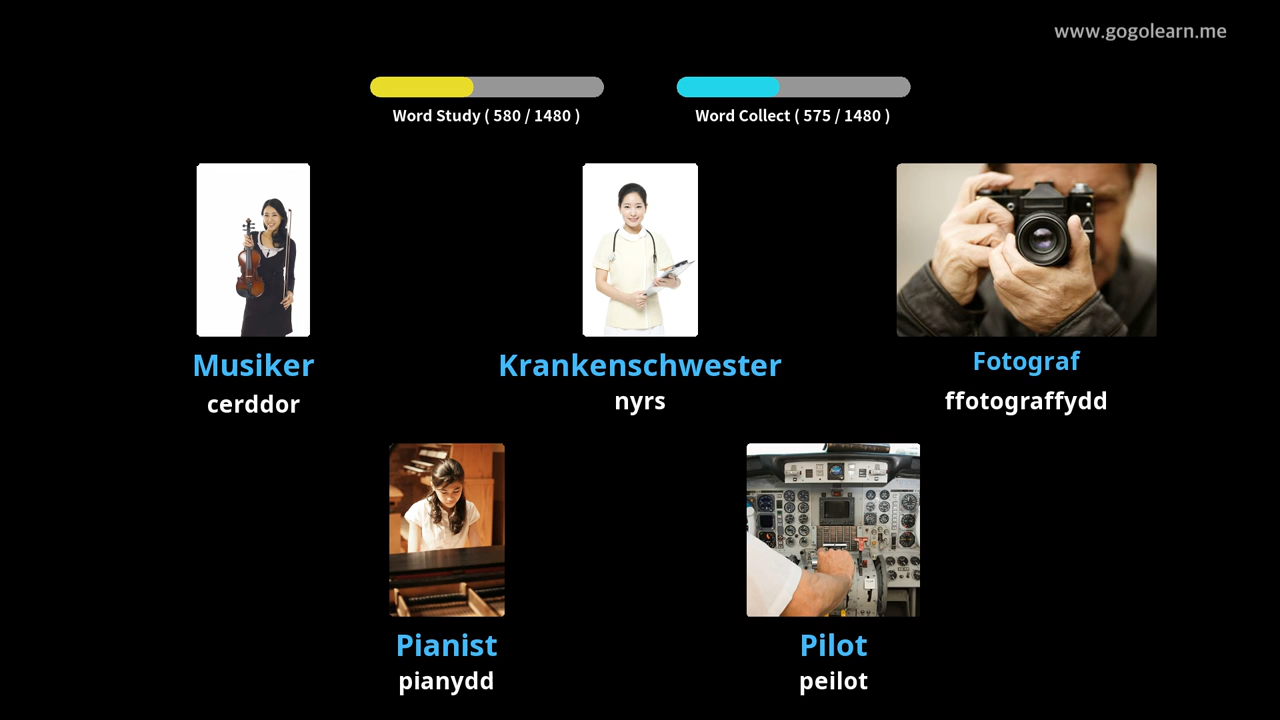 www.gogolearn.me
Word Study ( 580 / 1480 )
Word Collect ( 575 / 1480 )
Musiker
cerddor
Krankenschwester
nyrs
Fotograf
ffotograffydd
Pianist
pianydd
Pilot
peilot